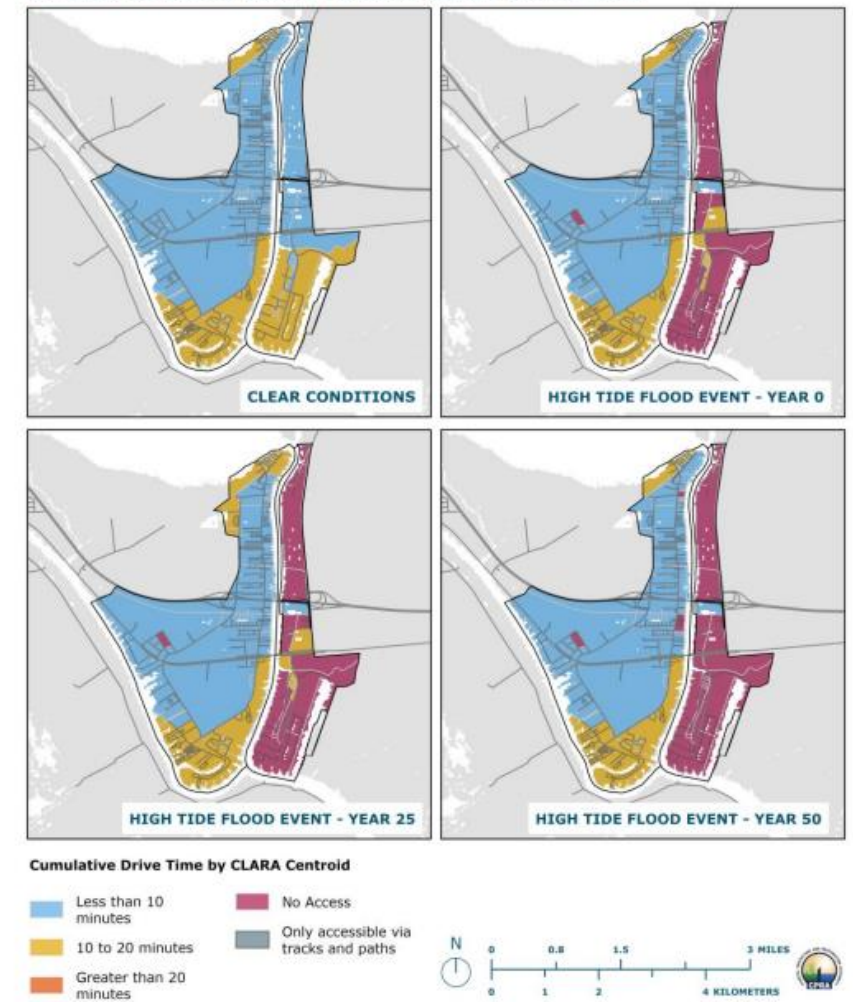 CLEAR CONDITIONS
HIGH TIDE FLOOD EVENT - YEAR 0
HIGH TIDE FLOOD EVENT - YEAR 25
HIGH TIDE FLOOD EVENT - YEAR 50
Cumulative Drive Time by CLARA Centroid
Less than 10
minutes
10 to 20 minutes
Greater than 20
minutes
No Access
Only accessible via
tracks and paths
N
0 0.8 1.5 3 MILES
0 1 2 4 KILOMETERS
CPRA